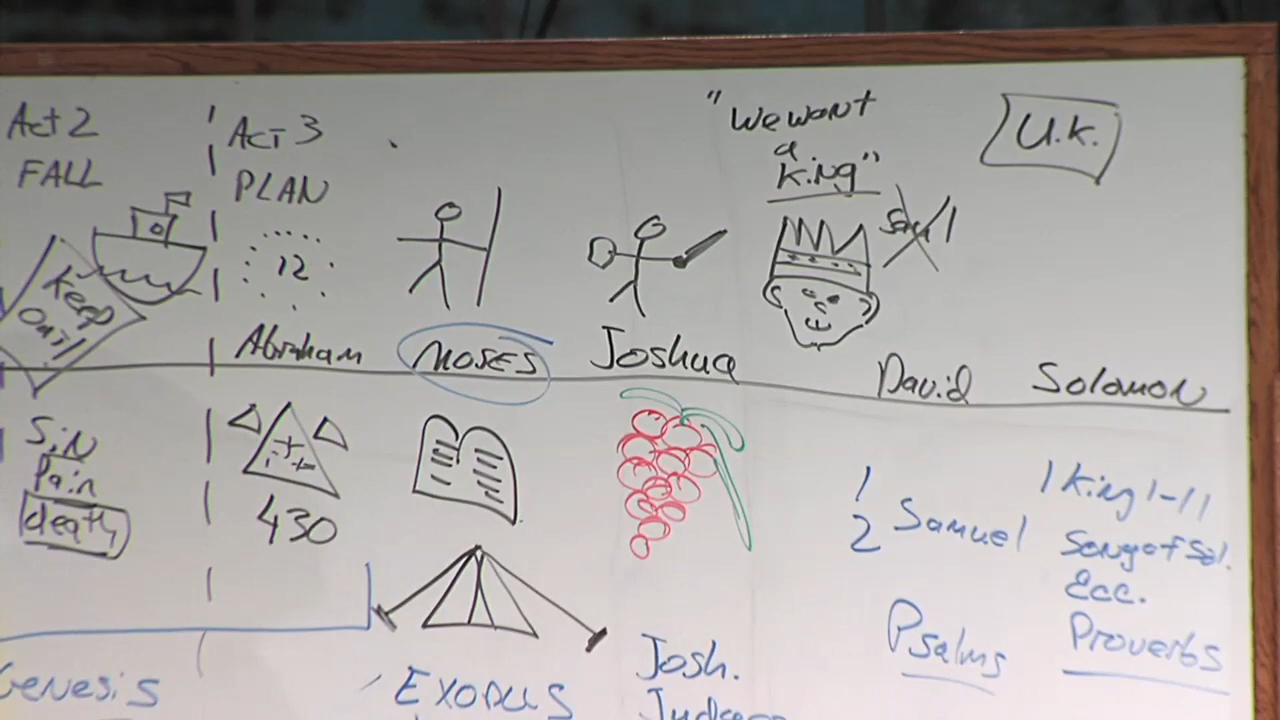 Act 2
FALL
Keep
Out!
Sin
Pain
death
Genesis
Act 3
PLAN
12
Abraham
430
MOSES
EXODUS
Joshua
Josh.
Judges
"We want
a
king"
Saul
U.K.
David
1
2 Samuel
Psalms
Solomon
1 King 1-11
Song of Sol.
Ecc.
Proverbs